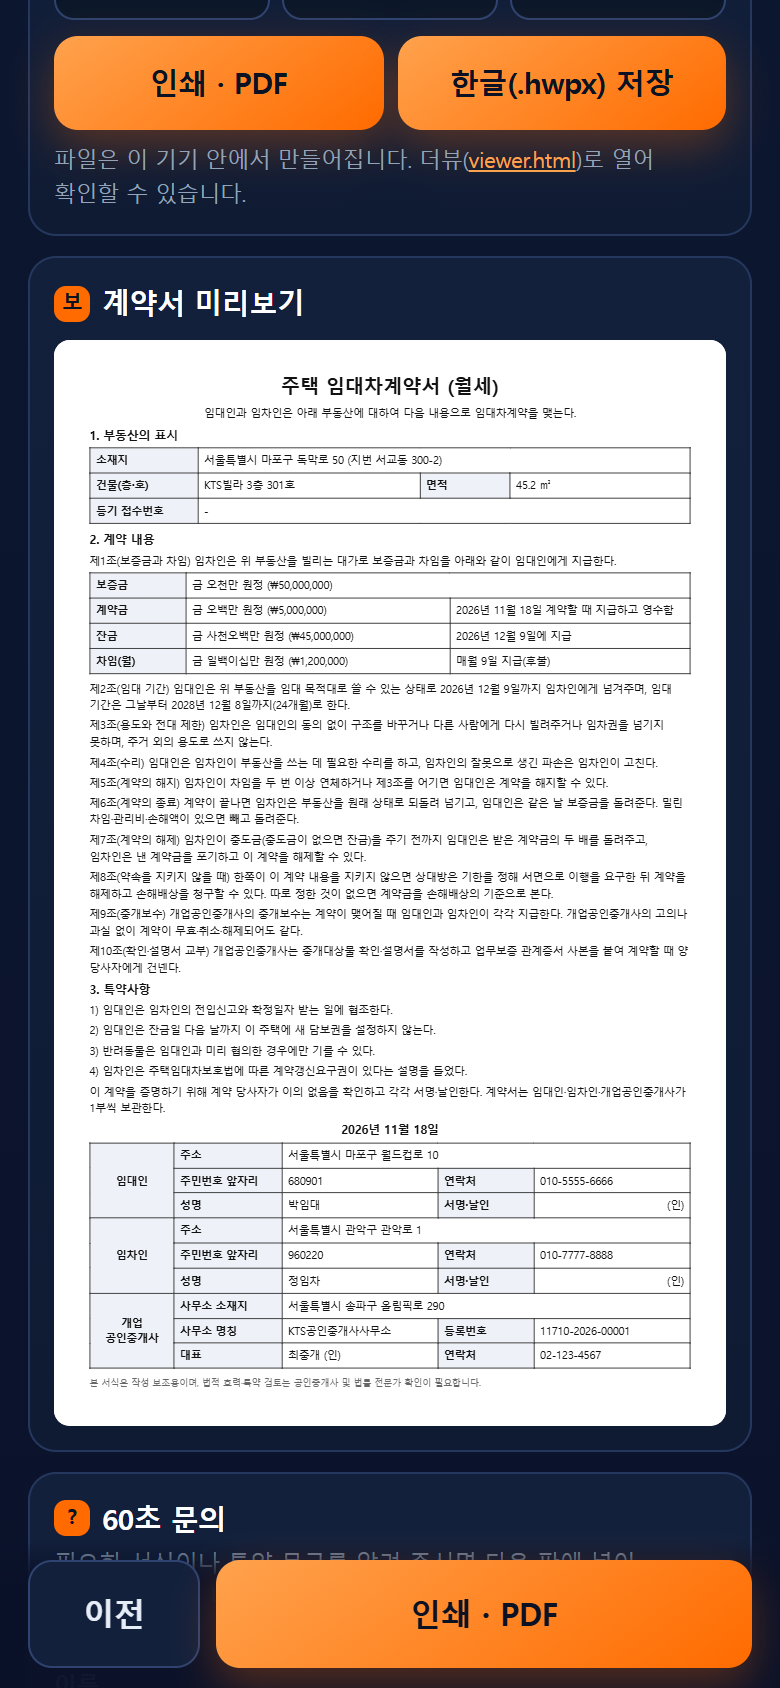 인쇄 · PDF
한글(.hwpx) 저장
파일은 이 기기 안에서 만들어집니다. 더뷰(viewer.html)로 열어
확인할 수 있습니다.
보 계약서 미리보기
주택 임대차계약서 (월세)
임대인과 임차인은 아래 부동산에 대하여 다음 내용으로 임대차계약을 맺는다.
1. 부동산의 표시
소재지 서울특별시 마포구 독막로 50 (지번 서교동 300-2)
건물(층·호) KTS빌라 3층 301호 면적 45.2 ㎡
등기 접수번호 -
2. 계약 내용
제1조(보증금과 차임) 임차인은 위 부동산을 빌리는 대가로 보증금과 차임을 아래와 같이 임대인에게 지급한다.
보증금 금 오천만 원정 (₩50,000,000)
계약금 금 오백만 원정 (₩5,000,000) 2026년 11월 18일 계약할 때 지급하고 영수함
잔금 금 사천오백만 원정 (₩45,000,000) 2026년 12월 9일에 지급
차임(월) 금 일백이십만 원정 (₩1,200,000) 매월 9일 지급(후불)
제2조(임대 기간) 임대인은 위 부동산을 임대 목적대로 쓸 수 있는 상태로 2026년 12월 9일까지 임차인에게 넘겨주며, 임대
기간은 그날부터 2028년 12월 8일까지(24개월)로 한다.
제3조(용도와 전대 제한) 임차인은 임대인의 동의 없이 구조를 바꾸거나 다른 사람에게 다시 빌려주거나 임차권을 넘기지
못하며, 주거 외의 용도로 쓰지 않는다.
제4조(수리) 임대인은 임차인이 부동산을 쓰는 데 필요한 수리를 하고, 임차인의 잘못으로 생긴 파손은 임차인이 고친다.
제5조(계약의 해지) 임차인이 차임을 두 번 이상 연체하거나 제3조를 어기면 임대인은 계약을 해지할 수 있다.
제6조(계약의 종료) 계약이 끝나면 임차인은 부동산을 원래 상태로 되돌려 넘기고, 임대인은 같은 날 보증금을 돌려준다. 밀린
차임·관리비·손해액이 있으면 빼고 돌려준다.
제7조(계약의 해제) 임차인이 중도금(중도금이 없으면 잔금)을 주기 전까지 임대인은 받은 계약금의 두 배를 돌려주고,
임차인은 낸 계약금을 포기하고 이 계약을 해제할 수 있다.
제8조(약속을 지키지 않을 때) 한쪽이 이 계약 내용을 지키지 않으면 상대방은 기한을 정해 서면으로 이행을 요구한 뒤 계약을
해제하고 손해배상을 청구할 수 있다. 따로 정한 것이 없으면 계약금을 손해배상의 기준으로 본다.
제9조(중개보수) 개업공인중개사의 중개보수는 계약이 맺어질 때 임대인과 임차인이 각각 지급한다. 개업공인중개사의 고의나
과실 없이 계약이 무효·취소·해제되어도 같다.
제10조(확인·설명서 교부) 개업공인중개사는 중개대상물 확인·설명서를 작성하고 업무보증 관계증서 사본을 붙여 계약할 때 양
당사자에게 건넨다.
3. 특약사항
1) 임대인은 임차인의 전입신고와 확정일자 받는 일에 협조한다.
2) 임대인은 잔금일 다음 날까지 이 주택에 새 담보권을 설정하지 않는다.
3) 반려동물은 임대인과 미리 협의한 경우에만 기를 수 있다.
4) 임차인은 주택임대차보호법에 따른 계약갱신요구권이 있다는 설명을 들었다.
이 계약을 증명하기 위해 계약 당사자가 이의 없음을 확인하고 각각 서명·날인한다. 계약서는 임대인·임차인·개업공인중개사가
1부씩 보관한다.
2026년 11월 18일
임대인 주소 서울특별시 마포구 월드컵로 10
주민번호 앞자리 680901 연락처 010-5555-6666
성명 박임대 서명·날인 (인)
임차인 주소 서울특별시 관악구 관악로 1
주민번호 앞자리 960220 연락처 010-7777-8888
성명 정임차 서명·날인 (인)
개업 공인중개사 사무소 소재지 서울특별시 송파구 올림픽로 290
사무소 명칭 KTS공인중개사사무소 등록번호 11710-2026-00001
대표 최중개 (인) 연락처 02-123-4567
본 서식은 작성 보조용이며, 법적 효력·특약 검토는 공인중개사 및 법률 전문가 확인이 필요합니다.
? 60초 문의
이전
인쇄 · PDF